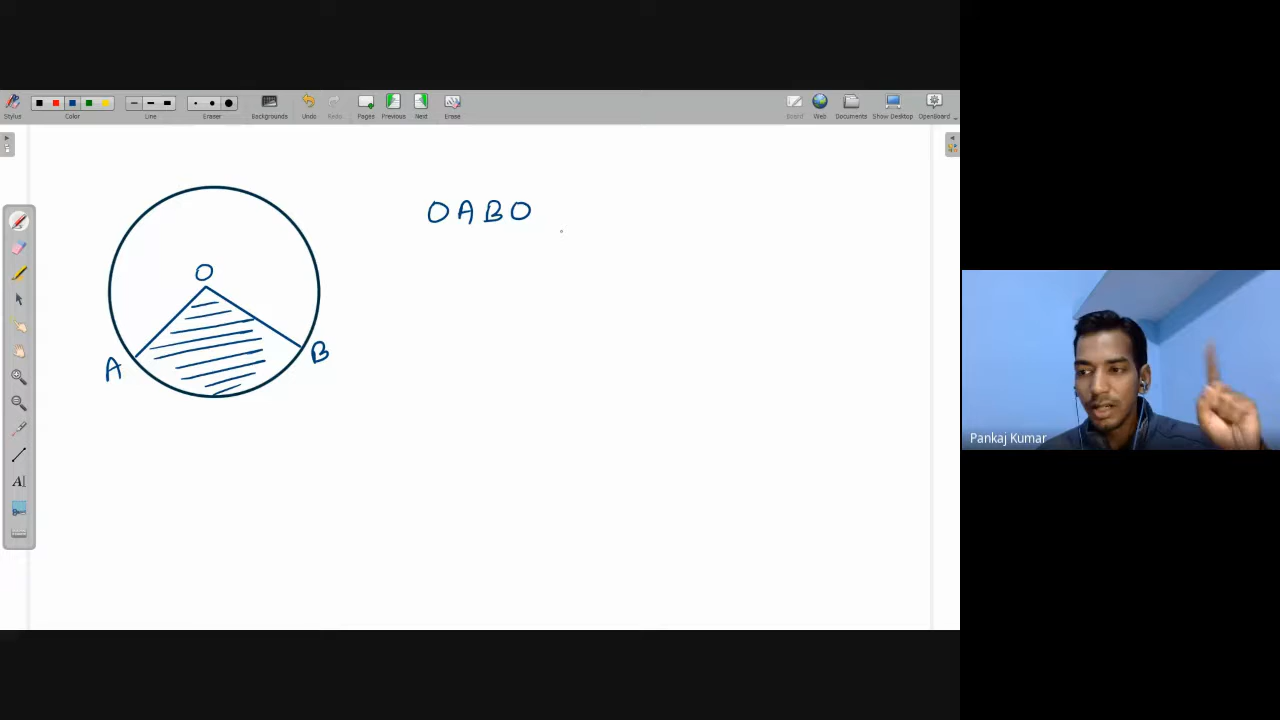 Stylus
Color
Line
Eraser
Backgrounds
Undo
Redo
Pages
Previous
Next
Erase
Board
Web
Documents
Show Desktop
OpenBoard
O A B O
O
A
B
Pankaj Kumar